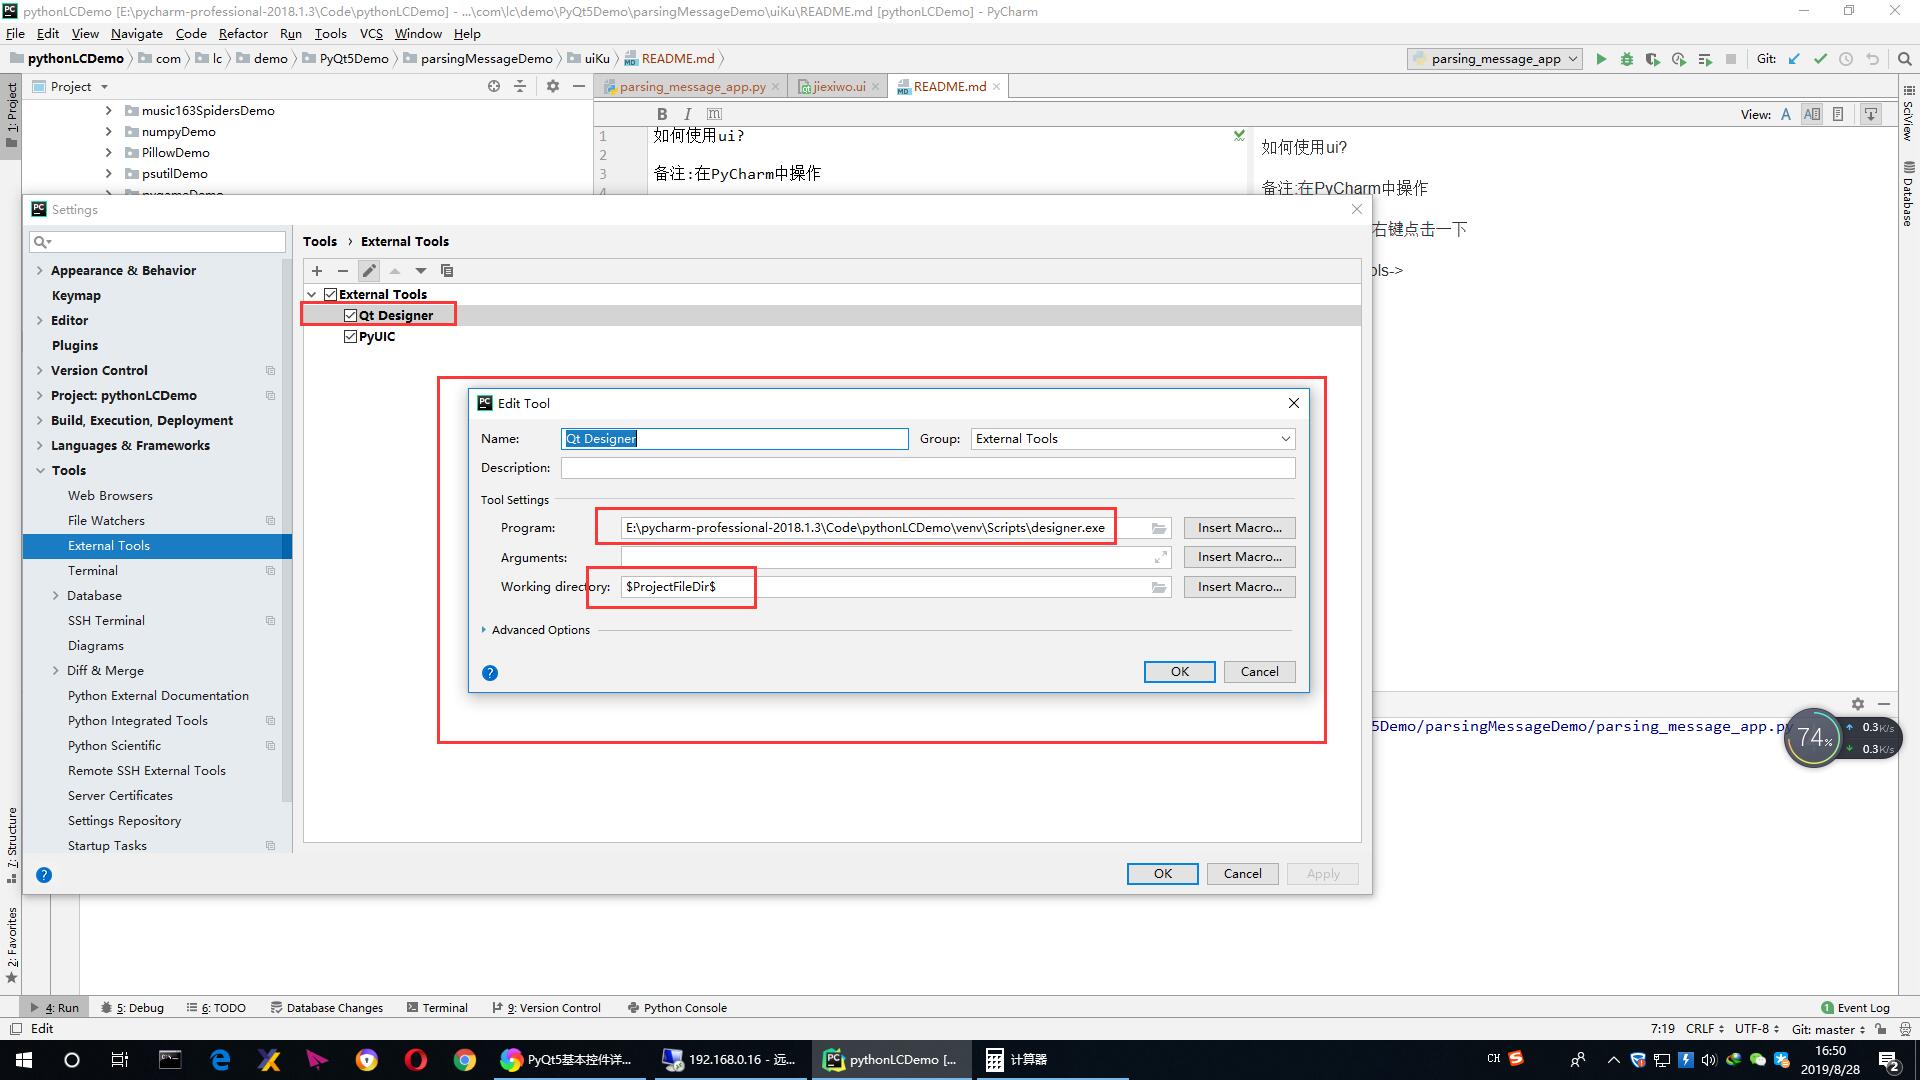 pythonLCDemo [E:\pycharm-professional-2018.1.3\Code\pythonLCDemo] - ...\com\lc\demo\PyQt5Demo\parsingMessageDemo\uiKu\README.md [pythonLCDemo] - PyCharm
File Edit View Navigate Code Refactor Run Tools VCS Window Help
pythonLCDemo com lc demo PyQt5Demo parsingMessageDemo uiKu README.md
parsing_message_app Git:
1: Project
Project
music163SpidersDemo
numpyDemo
PillowDemo
psutilDemo
parsing_message_app.py jiexiwo.ui README.md
B I m
View:
1 如何使用ui?
2
3 备注:在PyCharm中操作
4
如何使用ui?
备注:在PyCharm中操作
右键点击一下
ols->
SciView
Database
Settings
Appearance & Behavior
Keymap
Editor
Plugins
Version Control
Project: pythonLCDemo
Build, Execution, Deployment
Languages & Frameworks
Tools
Web Browsers
File Watchers
External Tools
Terminal
Database
SSH Terminal
Diagrams
Diff & Merge
Python External Documentation
Python Integrated Tools
Python Scientific
Remote SSH External Tools
Server Certificates
Settings Repository
Startup Tasks
Tools › External Tools
External Tools
Qt Designer
PyUIC
Edit Tool
Name: Qt Designer Group: External Tools
Description:
Tool Settings
Program: E:\pycharm-professional-2018.1.3\Code\pythonLCDemo\venv\Scripts\designer.exe Insert Macro...
Arguments: Insert Macro...
Working directory: $ProjectFileDir$ Insert Macro...
Advanced Options
OK Cancel
OK Cancel Apply
5Demo/parsingMessageDemo/parsing_message_app.py
74%
0.3K/s
0.3K/s
7: Structure
2: Favorites
4: Run 5: Debug 6: TODO Database Changes Terminal 9: Version Control Python Console 1 Event Log
Edit
7:19 CRLF UTF-8 Git: master
PyQt5基本控件详... 192.168.0.16 - 远... pythonLCDemo [... 计算器
CH
16:50
2019/8/28
2